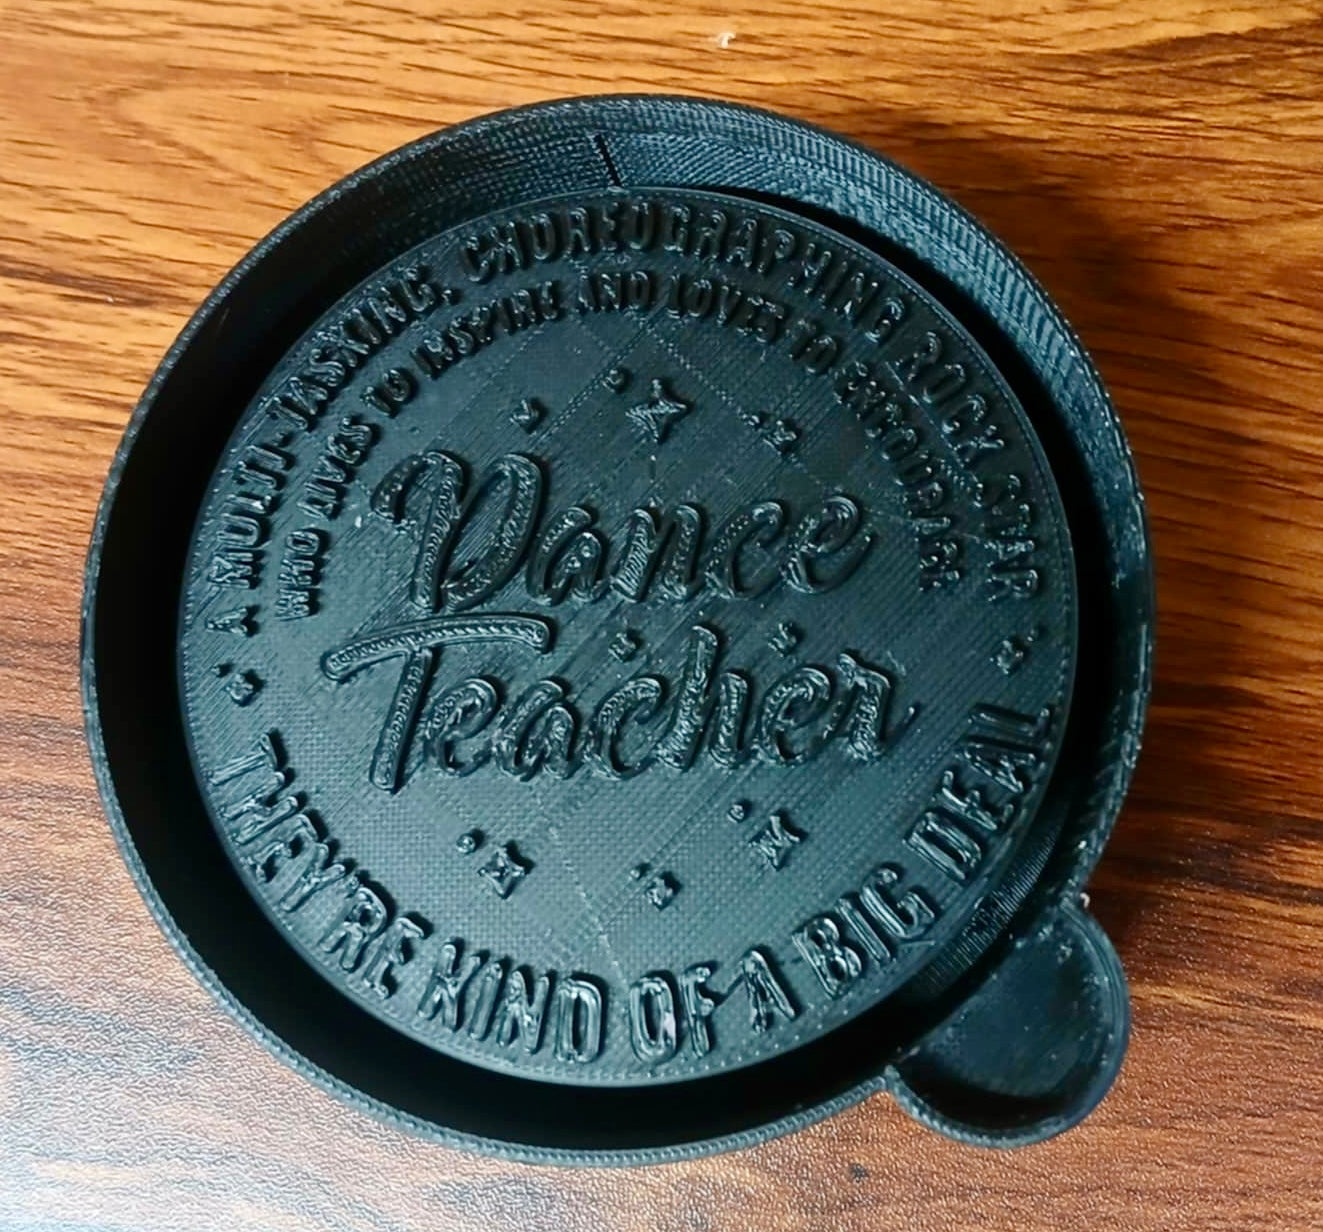 A MULTI-TASKING, CHOREOGRAPHING ROCK STAR
WHO LIVES TO INSPIRE AND LOVES TO ENCOURAGE
Dance
Teacher
THEY'RE KIND OF A BIG DEAL